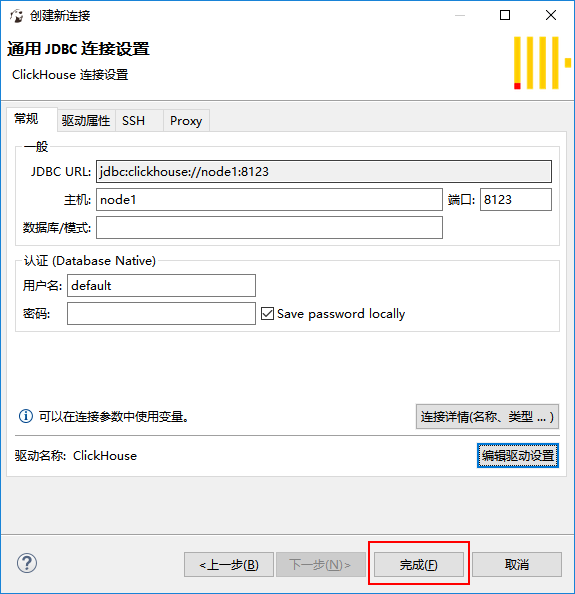 创建新连接
通用 JDBC 连接设置
ClickHouse 连接设置
常规 驱动属性 SSH Proxy
一般
JDBC URL: jdbc:clickhouse://node1:8123
主机: node1 端口: 8123
数据库/模式:
认证 (Database Native)
用户名: default
密码: Save password locally
可以在连接参数中使用变量。 连接详情(名称、类型 ... )
驱动名称: ClickHouse 编辑驱动设置
<上一步(B) 下一步(N)> 完成(F) 取消